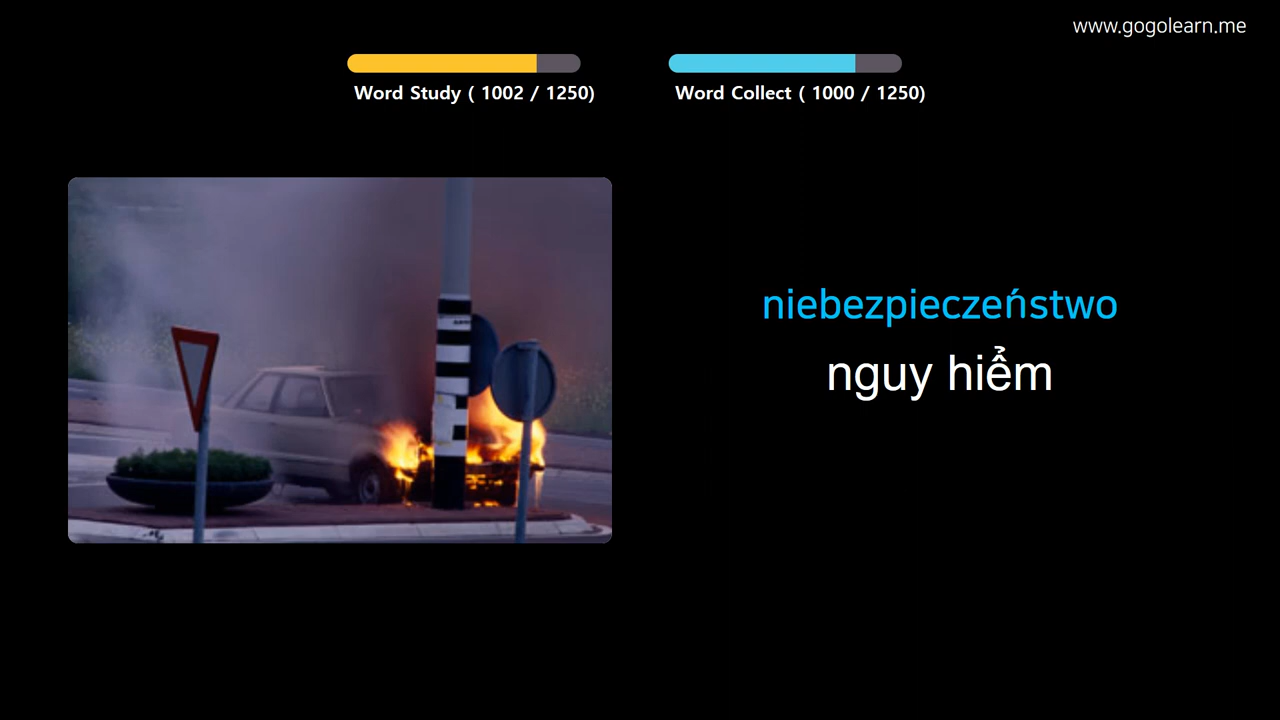 www.gogolearn.me
Word Study ( 1002 / 1250)
Word Collect ( 1000 / 1250)
niebezpieczeństwo
nguy hiểm